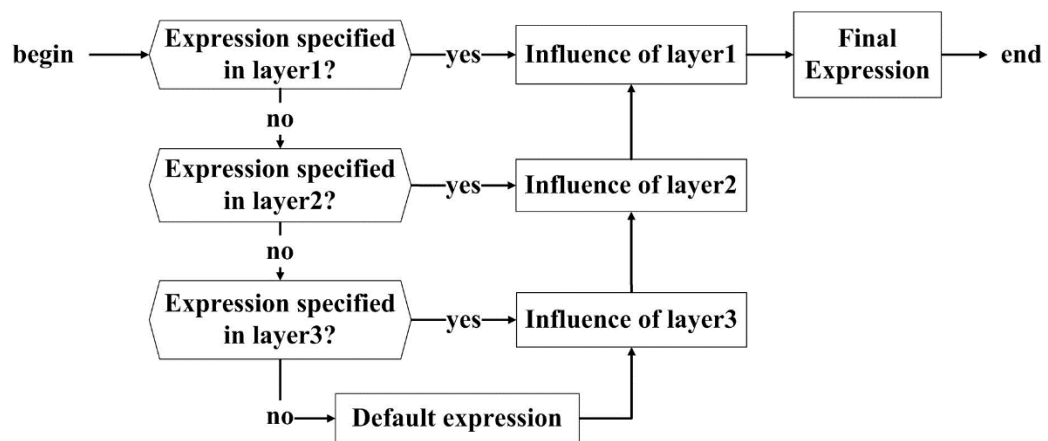 begin
Expression specified
in layer1?
yes
Influence of layer1
Final
Expression
end
no
Expression specified
in layer2?
yes
Influence of layer2
no
Expression specified
in layer3?
yes
Influence of layer3
no
Default expression